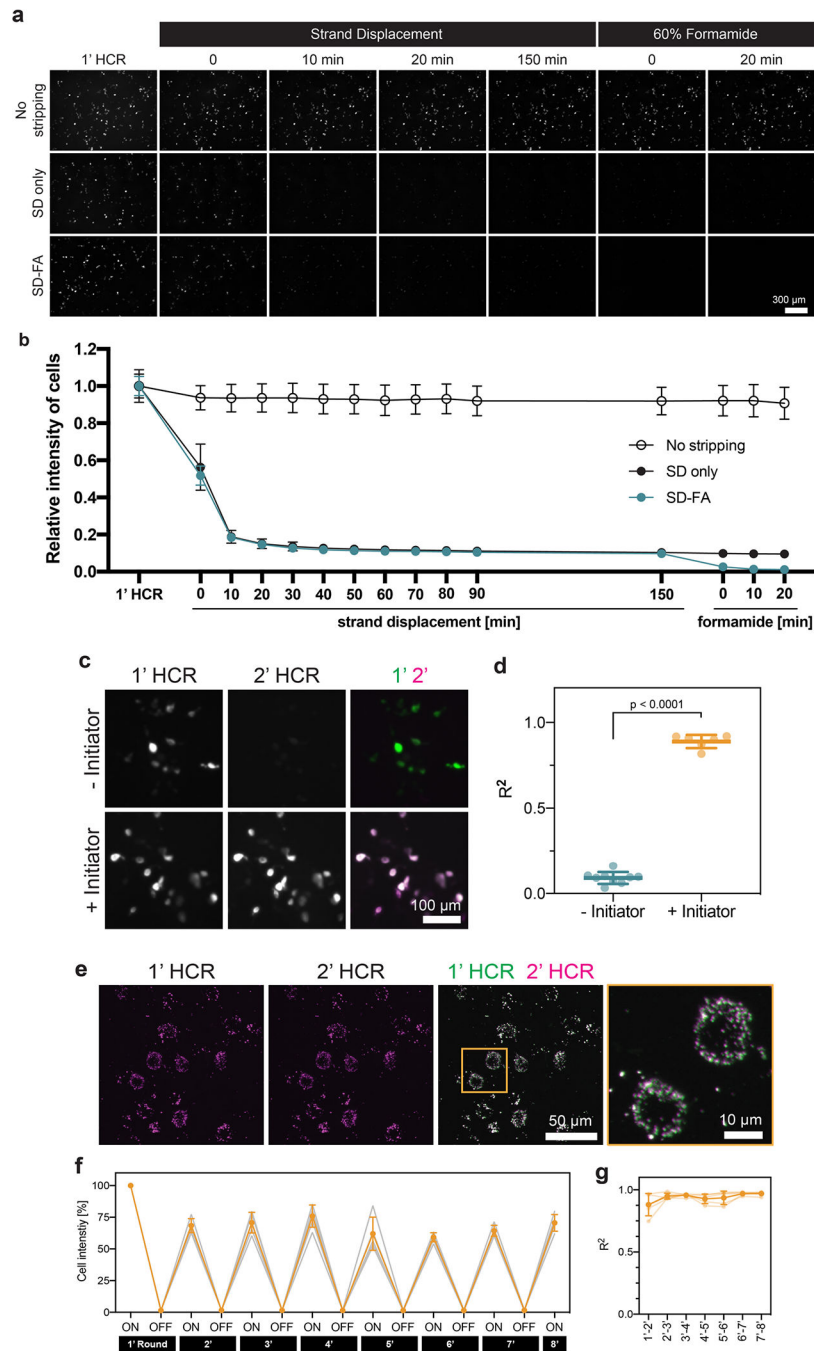 a
Strand Displacement
60% Formamide
1’ HCR
0
10 min
20 min
150 min
0
20 min
No stripping
SD only
SD-FA
300 µm
b
Relative intensity of cells
1.2
1.0
0.8
0.6
0.4
0.2
0.0
No stripping
SD only
SD-FA
1’ HCR
0
10
20
30
40
50
60
70
80
90
150
0
10
20
strand displacement [min]
formamide [min]
c
1’ HCR
2’ HCR
1’ 2’
- Initiator
+ Initiator
100 µm
d
p < 0.0001
R²
1.0
0.5
0.0
- Initiator
+ Initiator
e
1’ HCR
2’ HCR
1’ HCR 2’ HCR
50 µm
10 µm
f
Cell intenstiy [%]
100
75
50
25
0
ON OFF ON OFF ON OFF ON OFF ON OFF ON OFF ON OFF ON
1’ Round 2’ 3’ 4’ 5’ 6’ 7’ 8’
g
R²
1.0
0.5
0.0
1’-2’
2’-3’
3’-4’
4’-5’
5’-6’
6’-7’
7’-8’